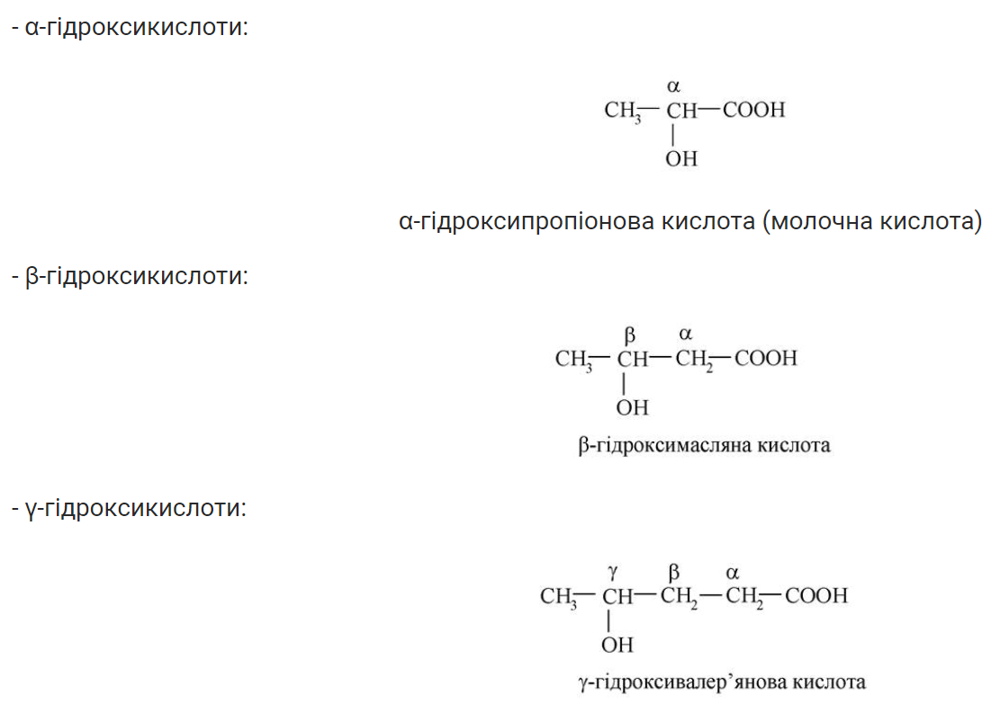 - α-гідроксикислоти:
α
CH₃—CH—COOH
|
OH
α-гідроксипропіонова кислота (молочна кислота)
- β-гідроксикислоти:
β α
CH₃—CH—CH₂—COOH
|
OH
β-гідроксимасляна кислота
- γ-гідроксикислоти:
γ β α
CH₃—CH—CH₂—CH₂—COOH
|
OH
γ-гідроксивалер’янова кислота